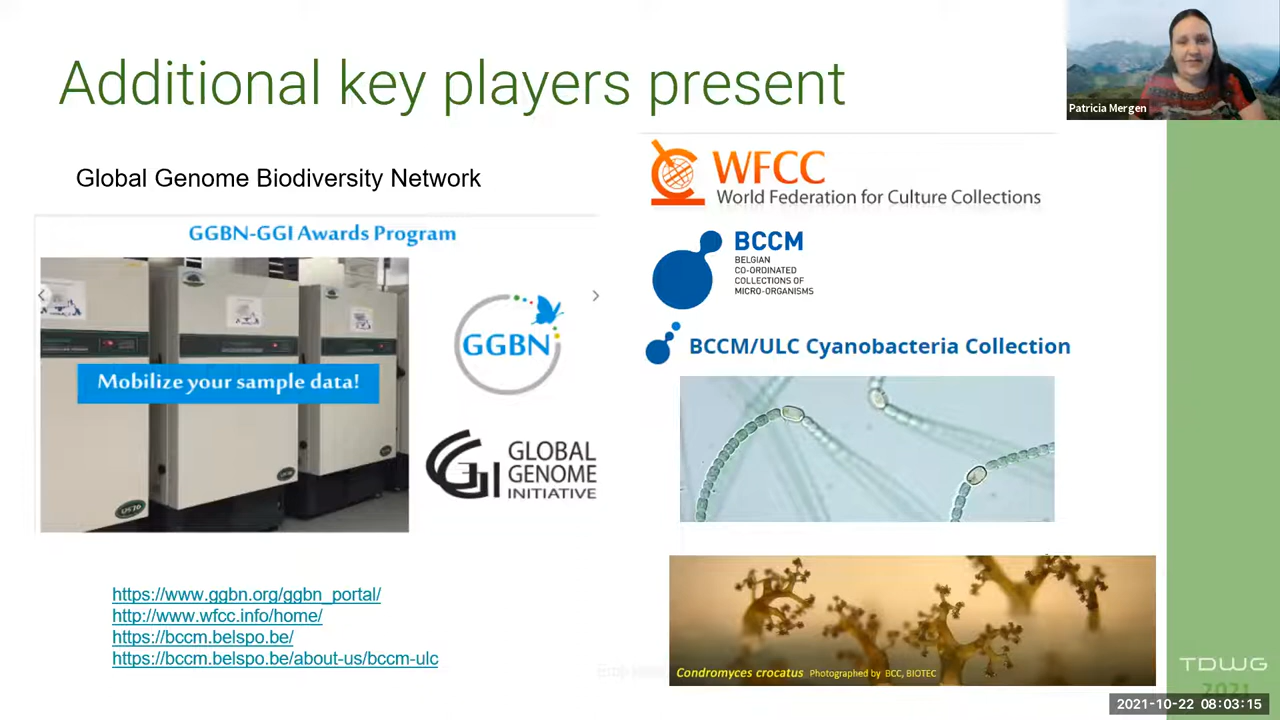 Additional key players present
Patricia Mergen
Global Genome Biodiversity Network
GGBN-GGI Awards Program
Mobilize your sample data!
GGBN
GLOBAL
GENOME
INITIATIVE
WFCC
World Federation for Culture Collections
BCCM
BELGIAN
CO-ORDINATED
COLLECTIONS OF
MICRO-ORGANISMS
BCCM/ULC Cyanobacteria Collection
Condromyces crocatus Photographed by BCC, BIOTEC
https://www.ggbn.org/ggbn_portal/
http://www.wfcc.info/home/
https://bccm.belspo.be/
https://bccm.belspo.be/about-us/bccm-ulc
TDWG
2021
2021-10-22 08:03:15